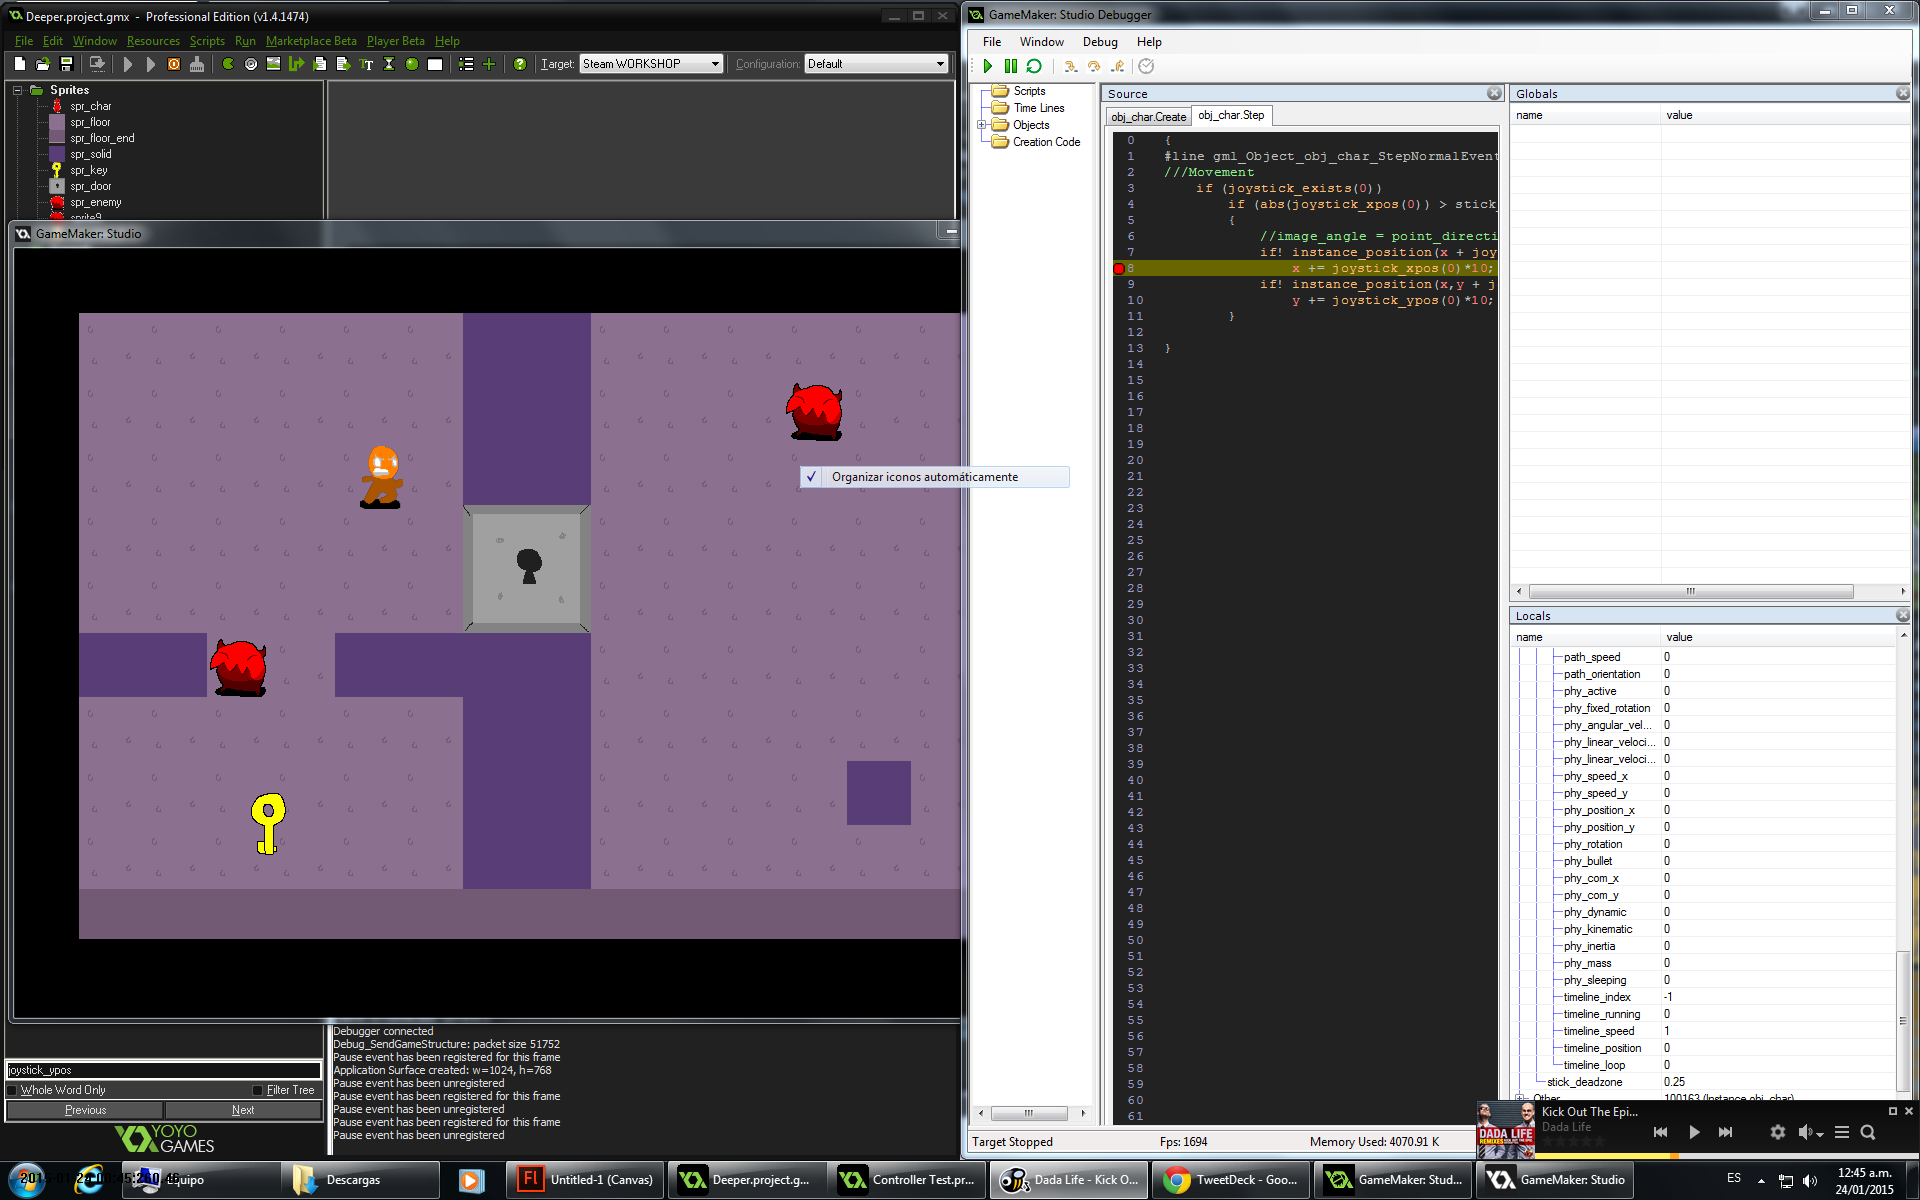 Deeper.project.gmx - Professional Edition (v1.4.1474)
File Edit Window Resources Scripts Run Marketplace Beta Player Beta Help
Target: Steam WORKSHOP Configuration: Default
Sprites
spr_char
spr_floor
spr_floor_end
spr_solid
spr_key
spr_door
spr_enemy
sprite9
GameMaker: Studio
Organizar iconos automáticamente
Debugger connected
Debug_SendGameStructure: packet size 51752
Pause event has been registered for this frame
Application Surface created: w=1024, h=768
Pause event has been unregistered
Pause event has been registered for this frame
Pause event has been unregistered
Pause event has been registered for this frame
Pause event has been unregistered
joystick_ypos
Whole Word Only Filter Tree
Previous Next
YOYO GAMES
GameMaker: Studio Debugger
File Window Debug Help
Scripts
Time Lines
Objects
Creation Code
Source
obj_char.Create obj_char.Step
0 {
1 #line gml_Object_obj_char_StepNormalEvent
2 ///Movement
3 if (joystick_exists(0))
4 if (abs(joystick_xpos(0)) > stick_
5 {
6 //image_angle = point_directi
7 if! instance_position(x + joy
8 x += joystick_xpos(0)*10;
9 if! instance_position(x,y + j
10 y += joystick_ypos(0)*10;
11 }
12
13 }
14
15
16
17
18
19
20
21
22
23
24
25
26
27
28
29
30
31
32
33
34
35
36
37
38
39
40
41
42
43
44
45
46
47
48
49
50
51
52
53
54
55
56
57
58
59
60
61
Globals
name value
Locals
name value
path_speed 0
path_orientation 0
phy_active 0
phy_fixed_rotation 0
phy_angular_vel... 0
phy_linear_veloci... 0
phy_linear_veloci... 0
phy_speed_x 0
phy_speed_y 0
phy_position_x 0
phy_position_y 0
phy_rotation 0
phy_bullet 0
phy_com_x 0
phy_com_y 0
phy_dynamic 0
phy_kinematic 0
phy_inertia 0
phy_mass 0
phy_sleeping 0
timeline_index -1
timeline_running 0
timeline_speed 1
timeline_position 0
timeline_loop 0
stick_deadzone 0.25
Other 100163 (Instance obj_char)
Target Stopped Fps: 1694 Memory Used: 4070.91 K
DADA LIFE
Kick Out The Epi...
Dada Life
Equipo
Descargas
Untitled-1 (Canvas)
Deeper.project.g...
Controller Test.pr...
Dada Life - Kick O...
TweetDeck - Goo...
GameMaker: Stud...
GameMaker: Studio
ES
12:45 a.m.
24/01/2015